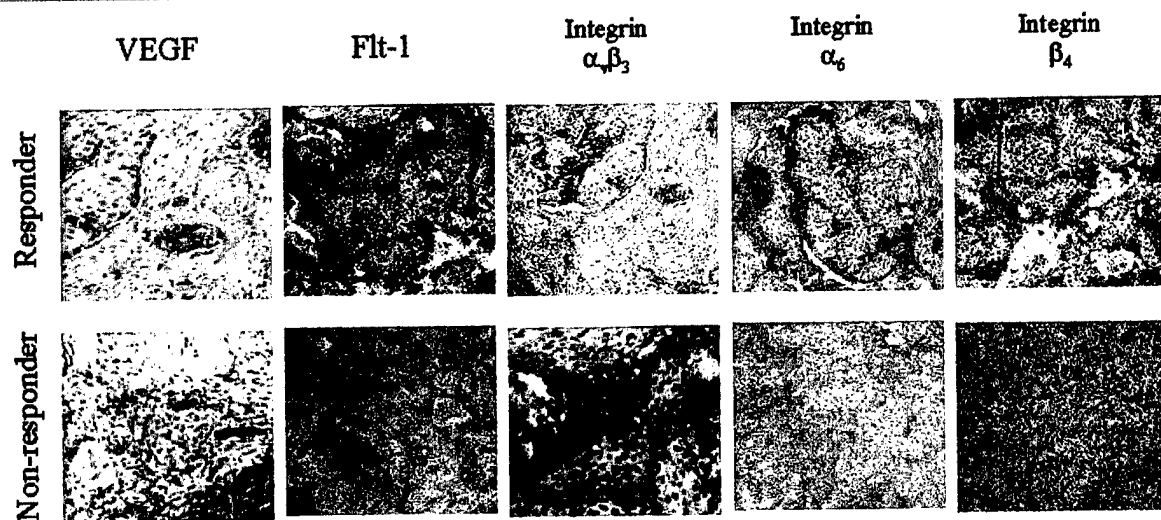 VEGF
Flt-1
Integrin
αᵥβ₃
Integrin
α₆
Integrin
β₄
Responder
Non-responder